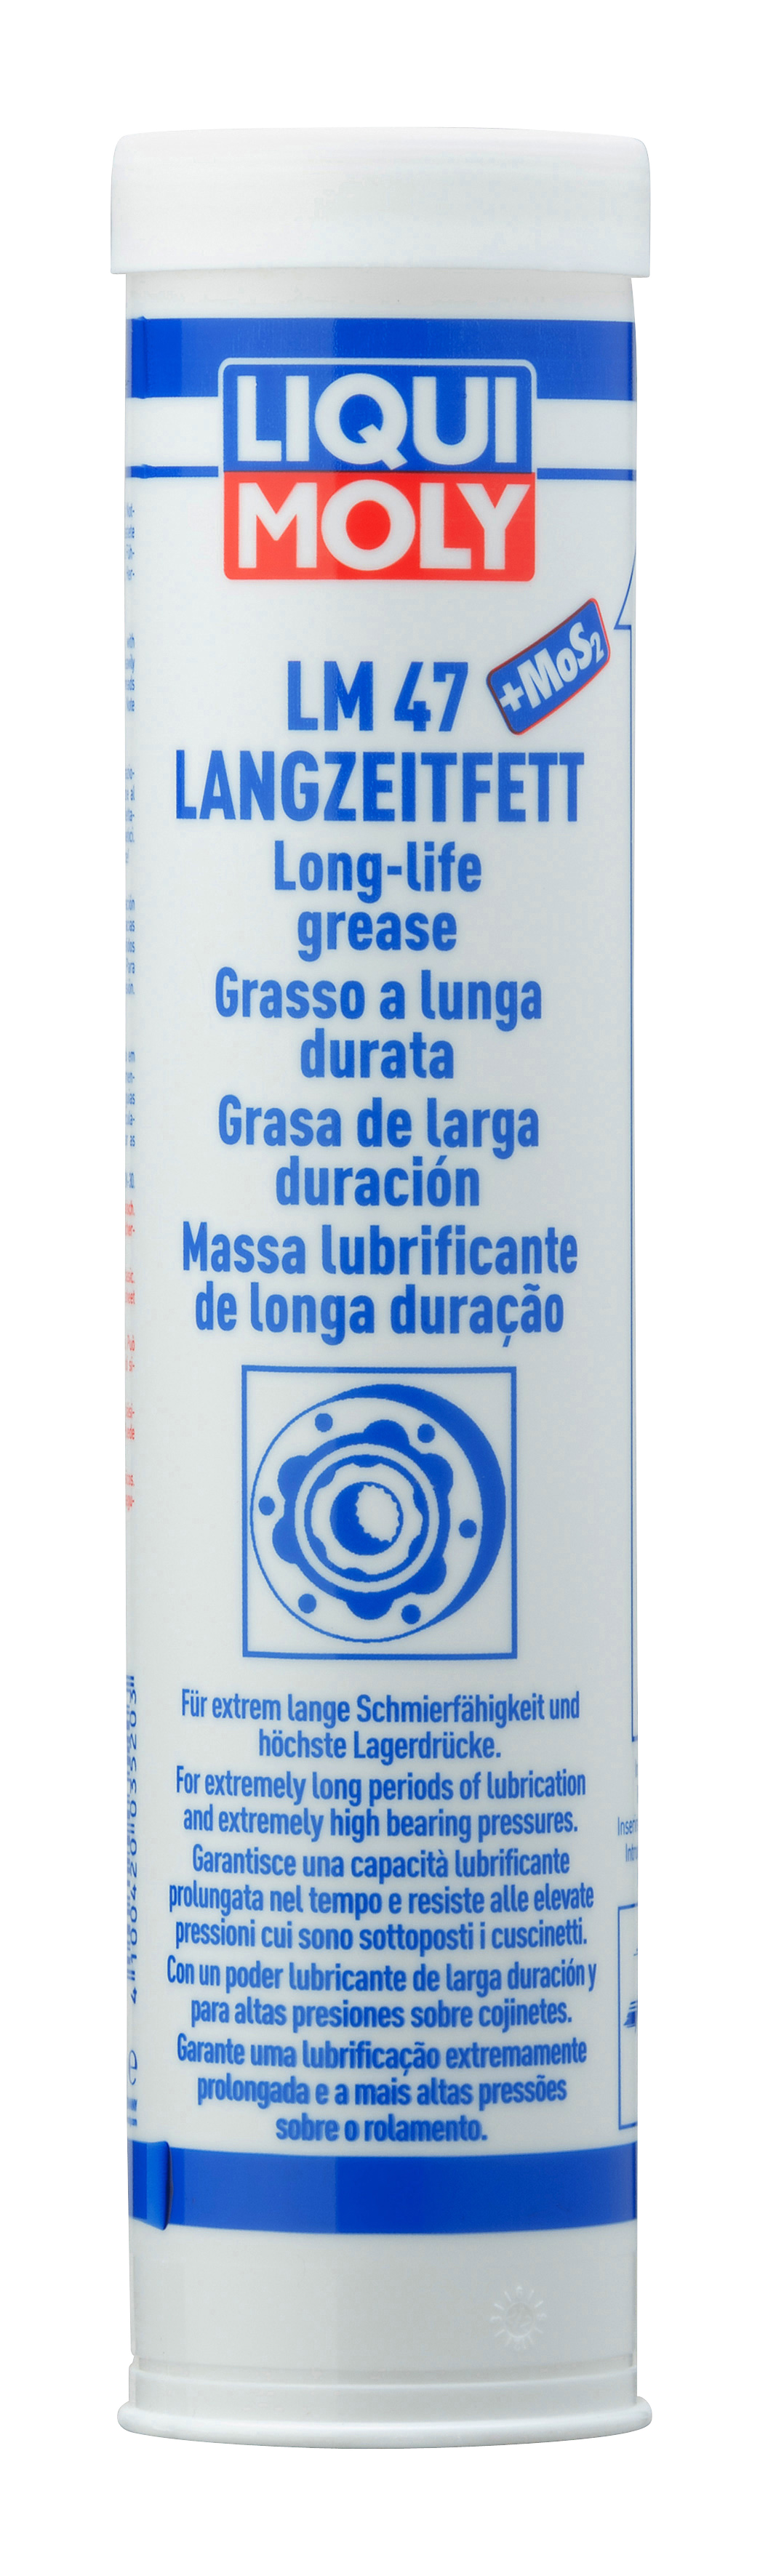 LIQUI
MOLY
+MoS2
LM 47
LANGZEITFETT
Long-life
grease
Grasso a lunga
durata
Grasa de larga
duración
Massa lubrificante
de longa duração
Für extrem lange Schmierfähigkeit und
höchste Lagerdrücke.
For extremely long periods of lubrication
and extremely high bearing pressures.
Garantisce una capacità lubrificante
prolungata nel tempo e resiste alle elevate
pressioni cui sono sottoposti i cuscinetti.
Con un poder lubricante de larga duración y
para altas presiones sobre cojinetes.
Garante uma lubrificação extremamente
prolongada e a mais altas pressões
sobre o rolamento.